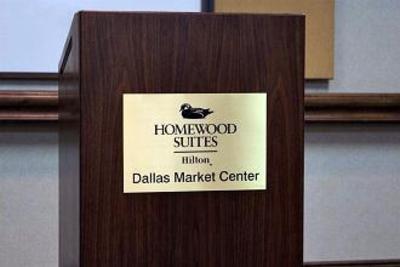 HOMEWOOD
SUITES
Hilton
Dallas Market Center